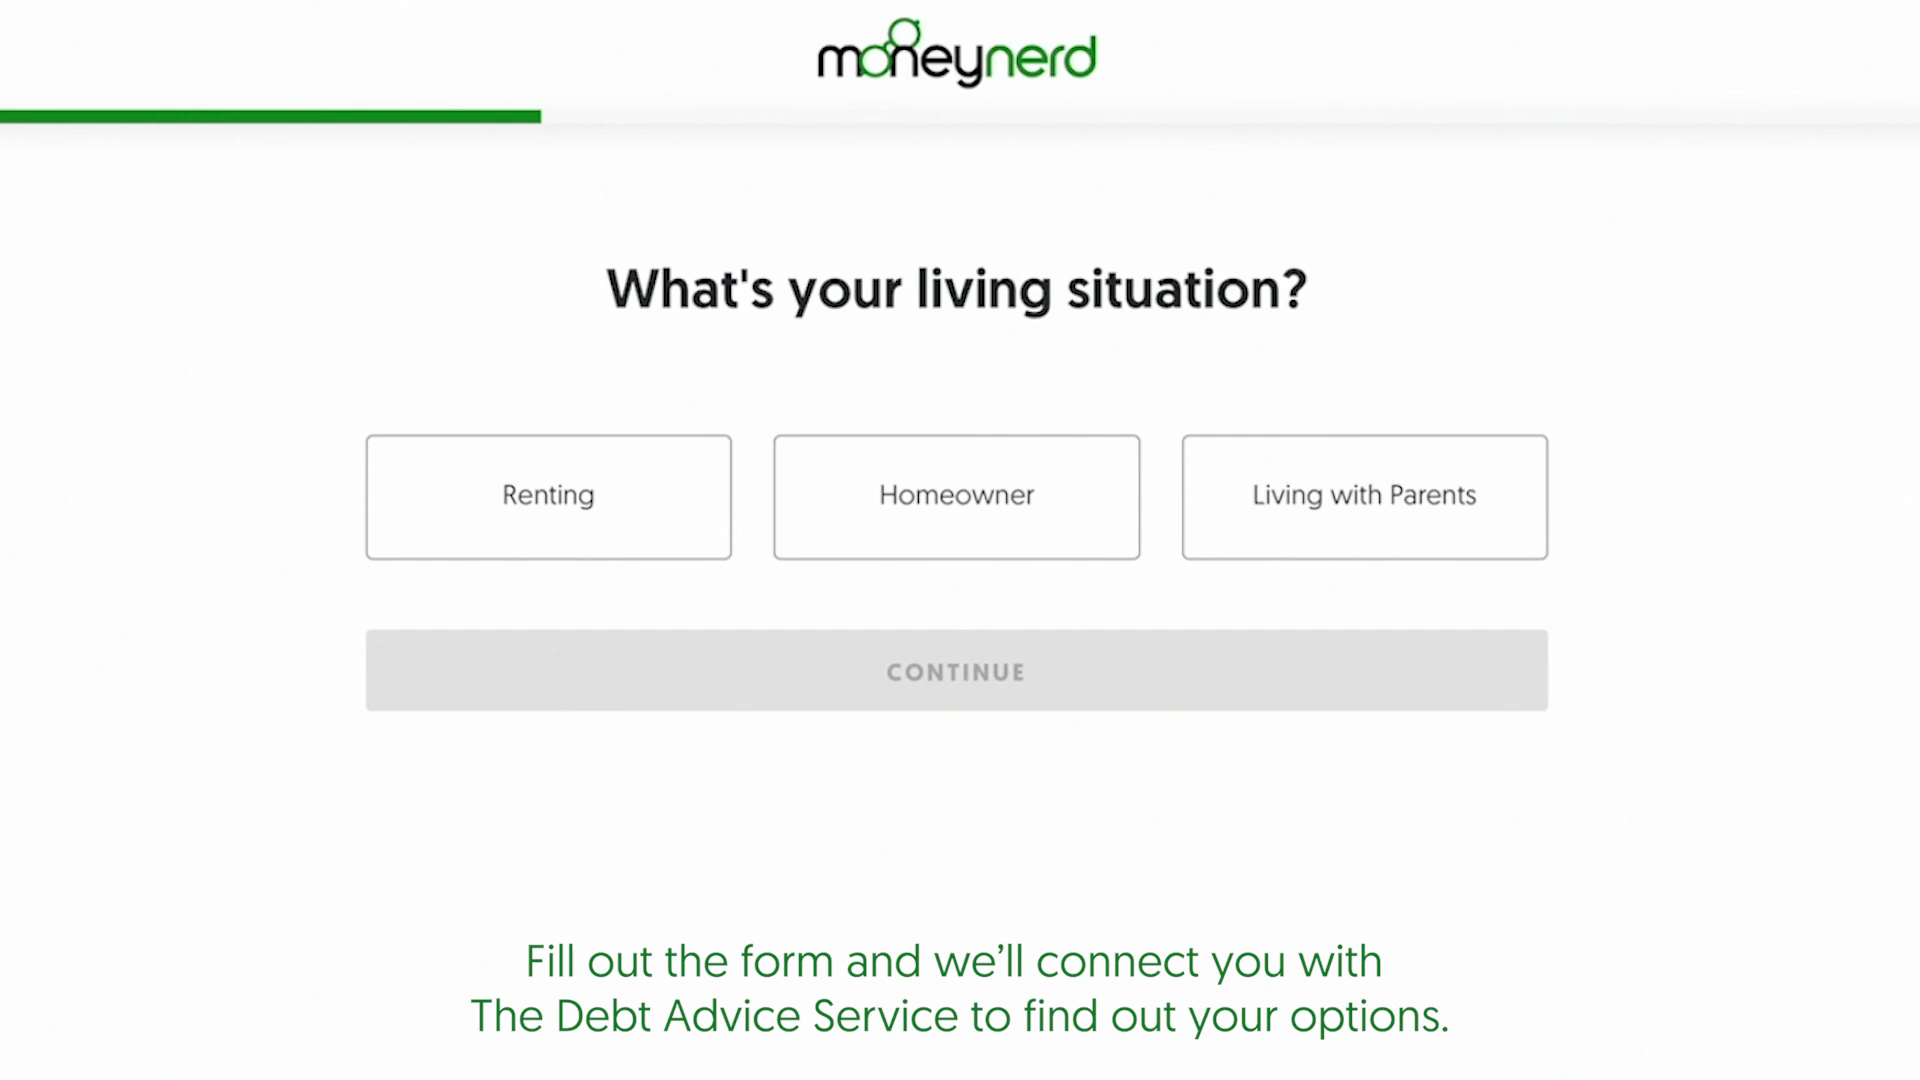 moneynerd
What's your living situation?
Renting
Homeowner
Living with Parents
CONTINUE
Fill out the form and we’ll connect you with
The Debt Advice Service to find out your options.